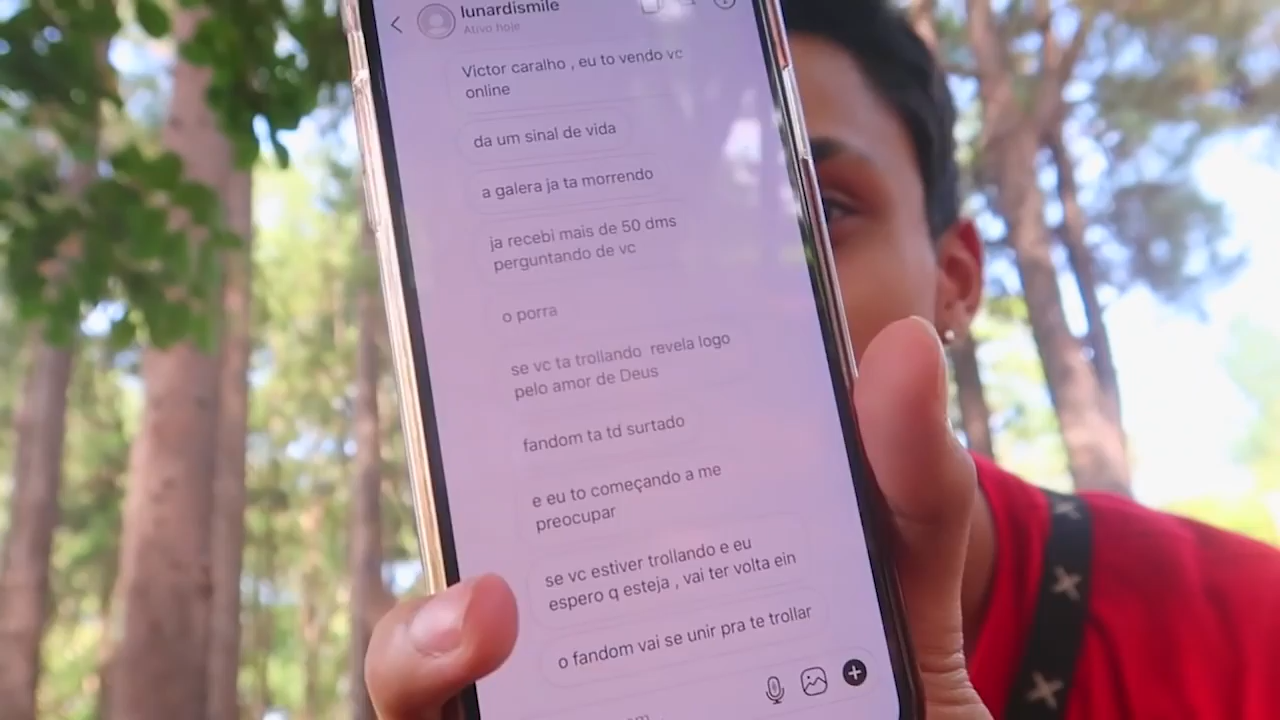 lunardismile
Ativo hoje
Victor caralho , eu to vendo vc
online
da um sinal de vida
a galera ja ta morrendo
ja recebi mais de 50 dms
perguntando de vc
o porra
se vc ta trollando revela logo
pelo amor de Deus
fandom ta td surtado
e eu to começando a me
preocupar
se vc estiver trollando e eu
espero q esteja , vai ter volta ein
o fandom vai se unir pra te trollar